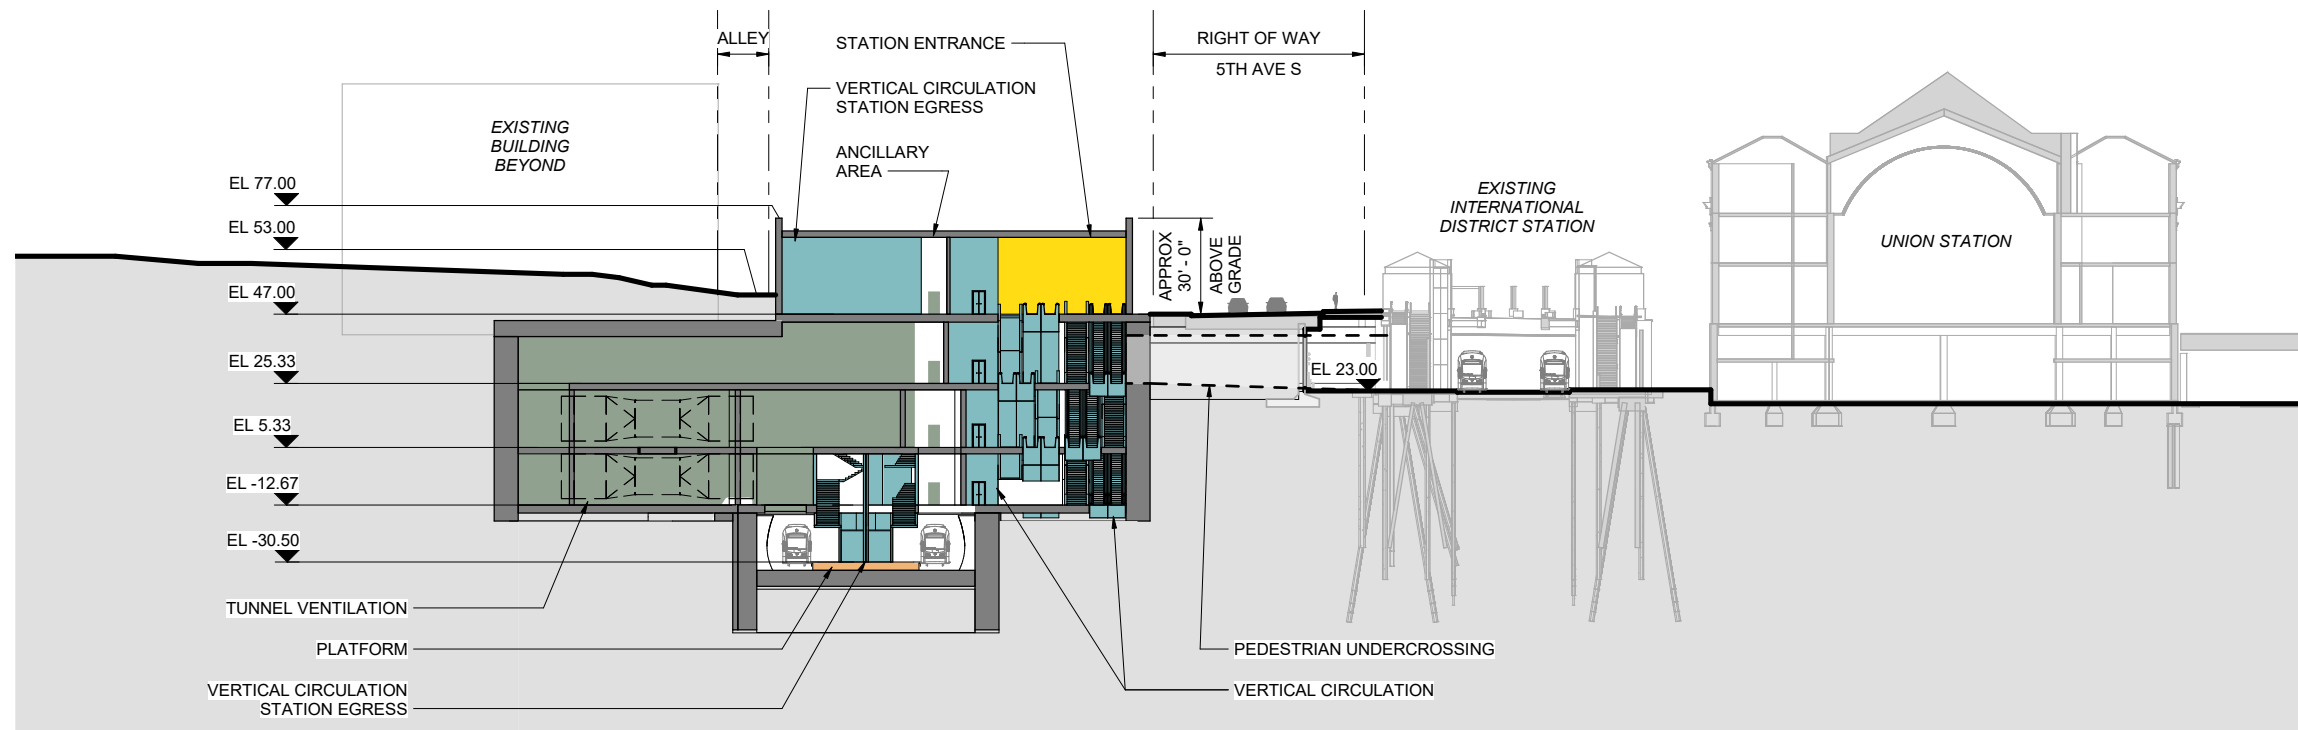 ALLEY
STATION ENTRANCE
RIGHT OF WAY
5TH AVE S
VERTICAL CIRCULATION
STATION EGRESS
EXISTING
BUILDING
BEYOND
ANCILLARY
AREA
EL 77.00
EL 53.00
EL 47.00
EL 25.33
EL 5.33
EL -12.67
EL -30.50
APPROX
30' - 0"
ABOVE
GRADE
EXISTING
INTERNATIONAL
DISTRICT STATION
UNION STATION
EL 23.00
TUNNEL VENTILATION
PLATFORM
VERTICAL CIRCULATION
STATION EGRESS
PEDESTRIAN UNDERCROSSING
VERTICAL CIRCULATION